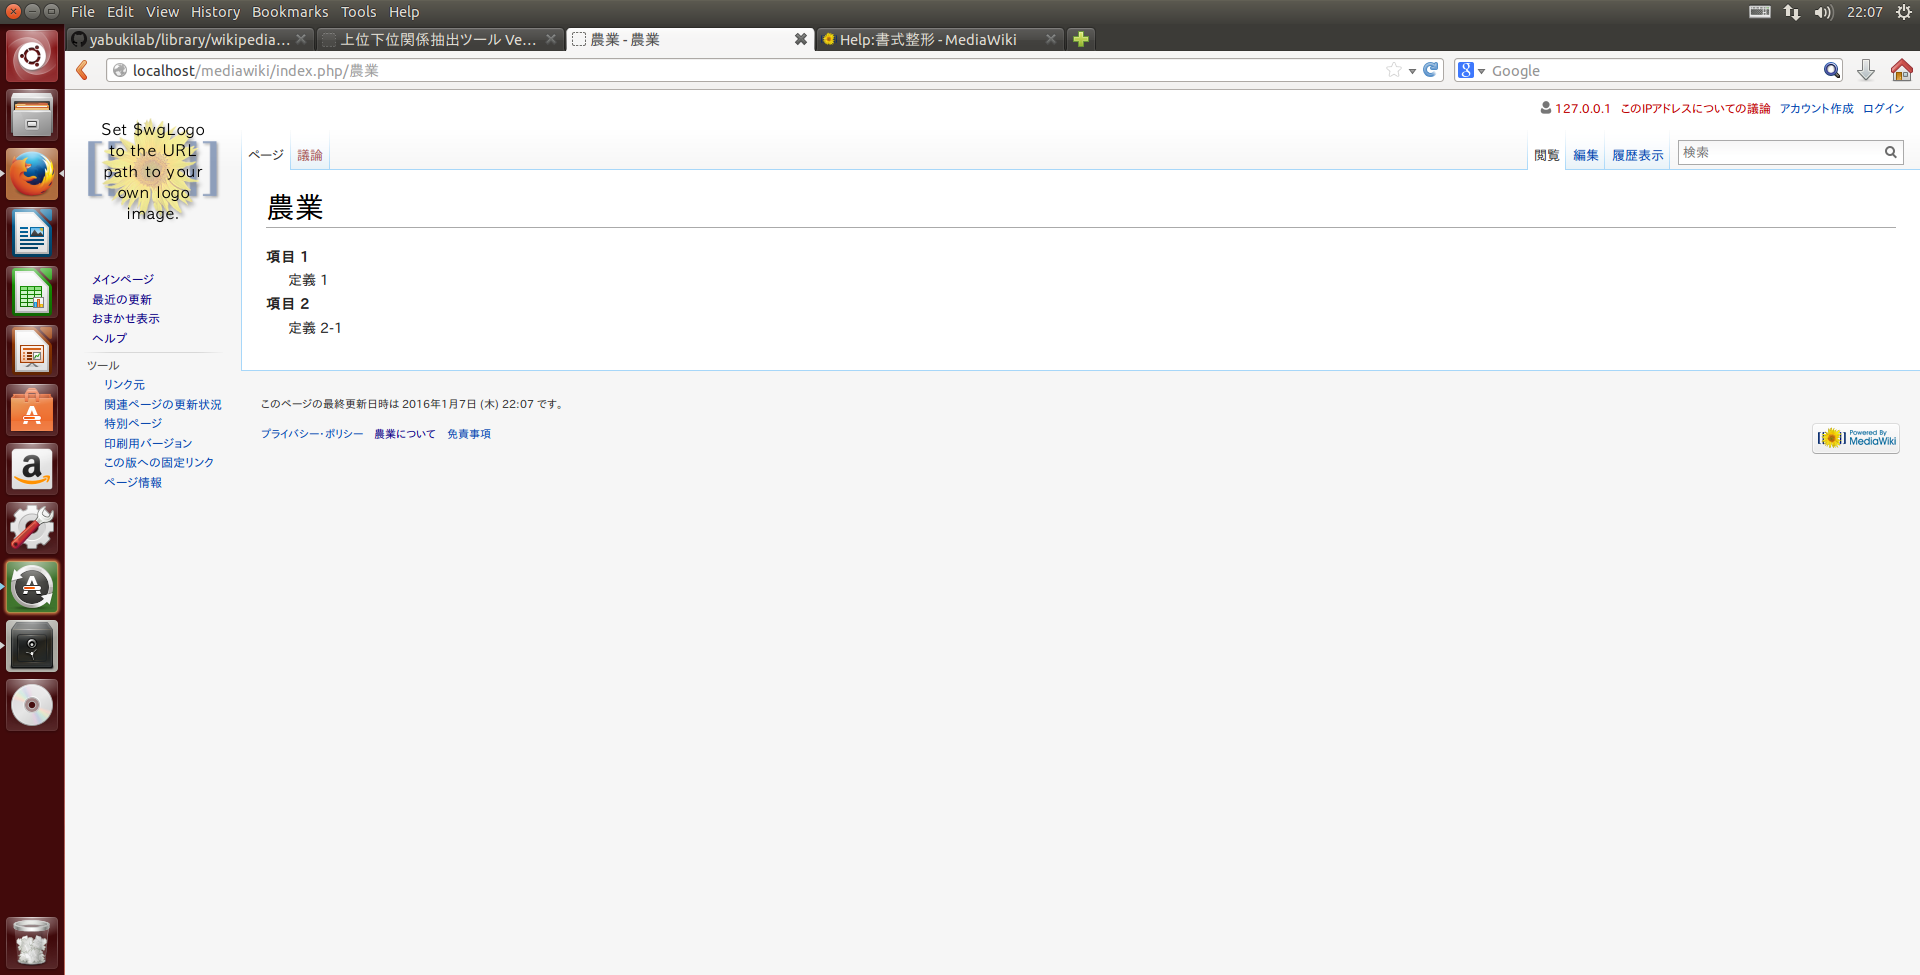 File Edit View History Bookmarks Tools Help 22:07
yabukilab/library/wikipedia... 上位下位関係抽出ツール Ve... 農業 - 農業 Help:書式整形 - MediaWiki
localhost/mediawiki/index.php/農業 8 Google
127.0.0.1 このIPアドレスについての議論 アカウント作成 ログイン
Set $wgLogo
to the URL
path to your
own logo
image.
ページ 議論 閲覧 編集 履歴表示 検索
農業
項目 1
定義 1
項目 2
定義 2-1
メインページ
最近の更新
おまかせ表示
ヘルプ
ツール
リンク元
関連ページの更新状況
特別ページ
印刷用バージョン
この版への固定リンク
ページ情報
このページの最終更新日時は 2016年1月7日 (木) 22:07 です。
プライバシー・ポリシー 農業について 免責事項
Powered By
MediaWiki